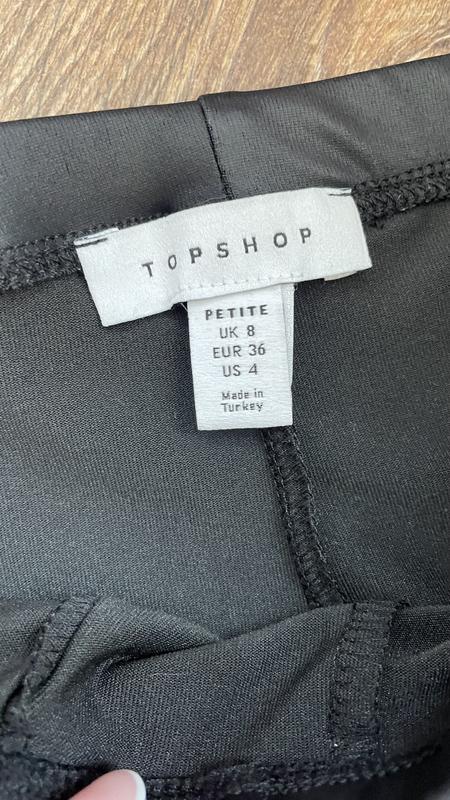 TOPSHOP
PETITE
UK 8
EUR 36
US 4
Made in
Turkey